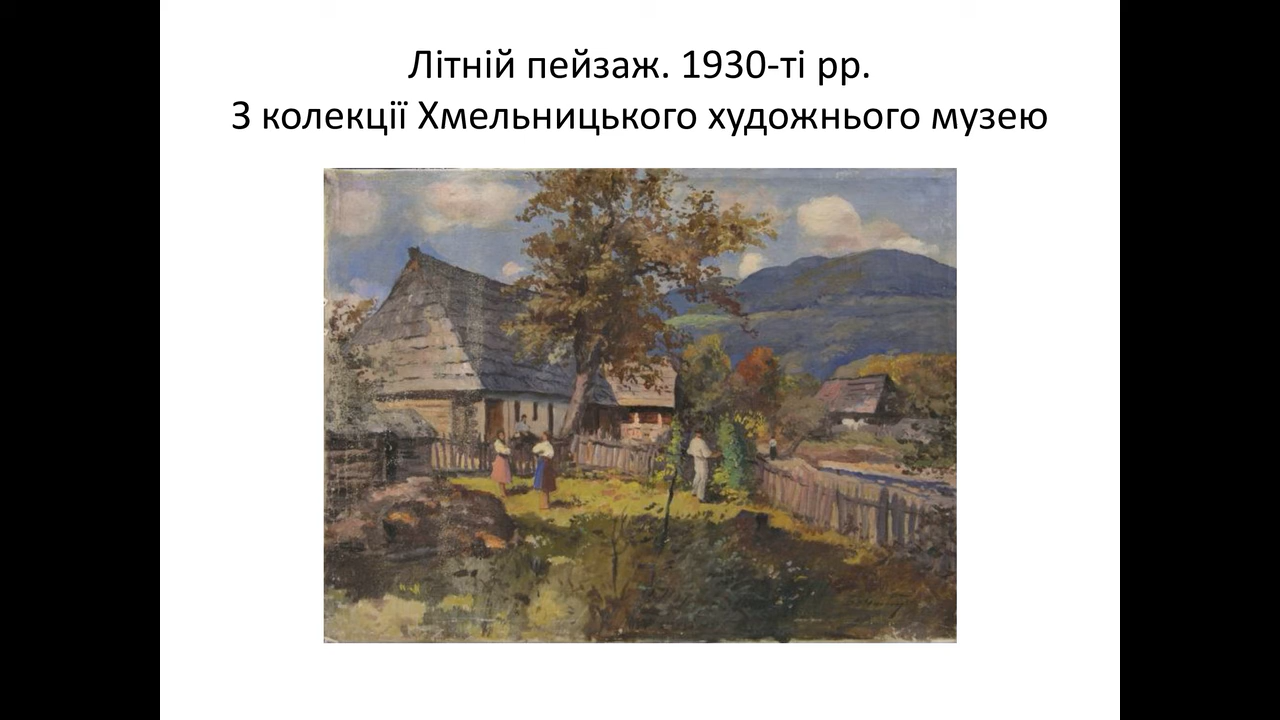 Літній пейзаж. 1930-ті рр.
З колекції Хмельницького художнього музею